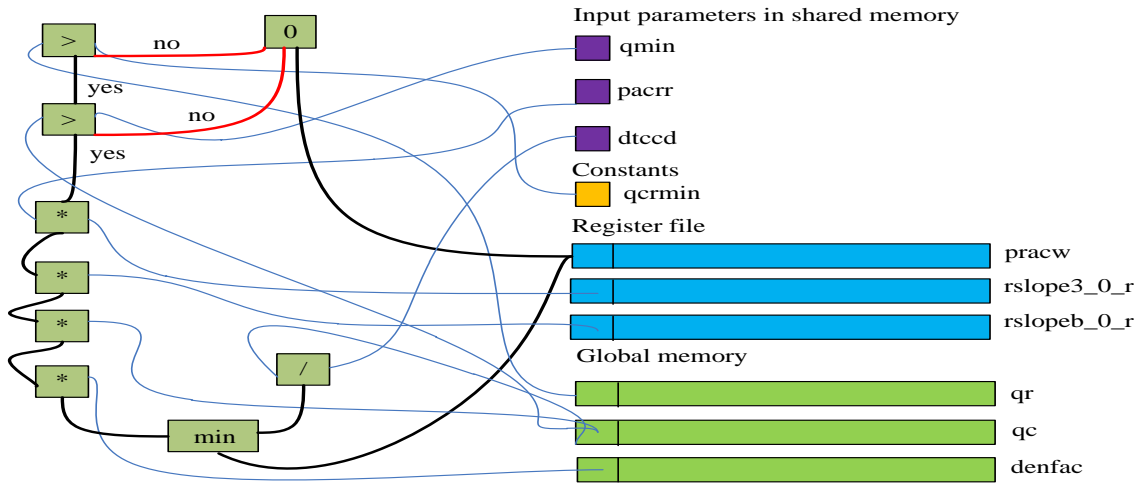 Input parameters in shared memory
0
>
no
qmin
yes
pacrr
>
no
dtccd
yes
Constants
qcrmin
*
Register file
pracw
*
rslope3_0_r
*
rslopeb_0_r
Global memory
/
*
qr
min
qc
denfac